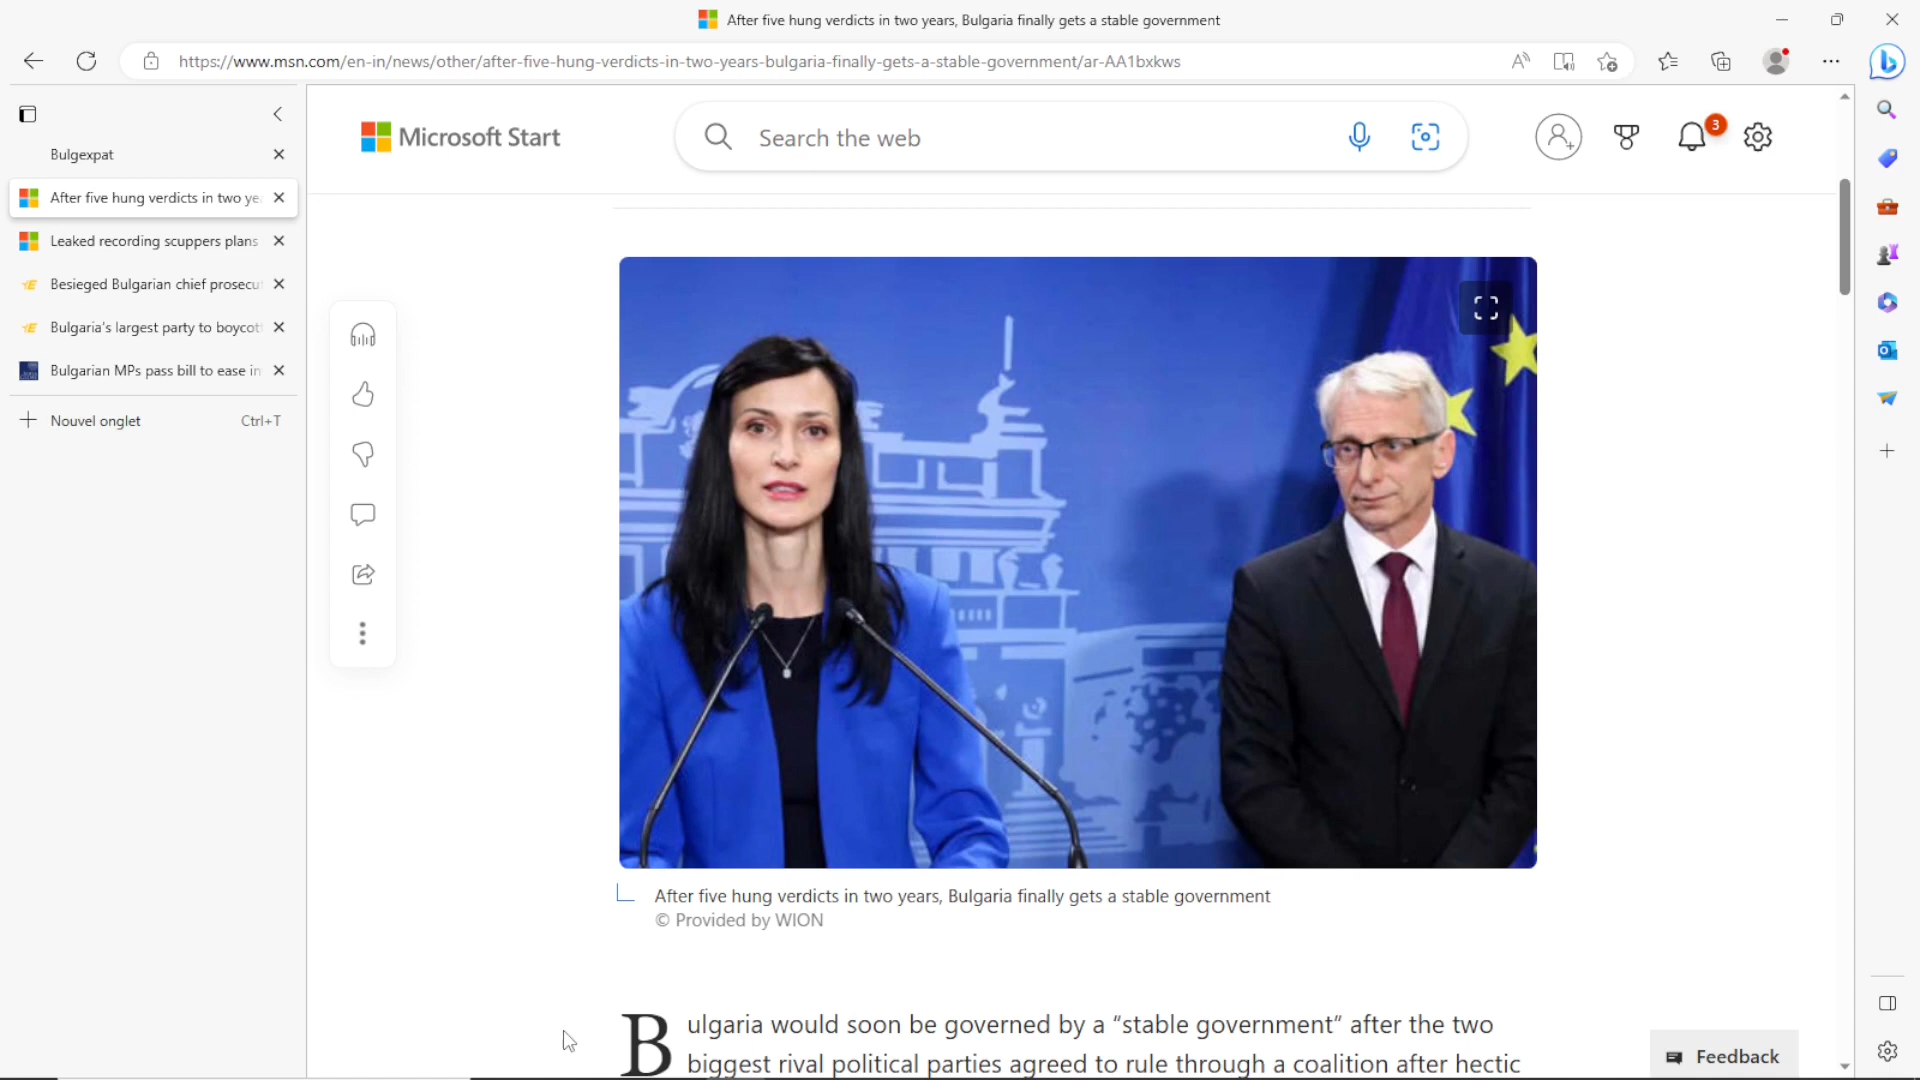 After five hung verdicts in two years, Bulgaria finally gets a stable government
https://www.msn.com/en-in/news/other/after-five-hung-verdicts-in-two-years-bulgaria-finally-gets-a-stable-government/ar-AA1bxkws
Bulgexpat
After five hung verdicts in two ye
Leaked recording scuppers plans
Besieged Bulgarian chief prosecu
Bulgaria's largest party to boycott
Bulgarian MPs pass bill to ease in
Nouvel onglet Ctrl+T
Microsoft Start
Search the web
3
After five hung verdicts in two years, Bulgaria finally gets a stable government
© Provided by WION
Bulgaria would soon be governed by a “stable government” after the two
biggest rival political parties agreed to rule through a coalition after hectic
Feedback